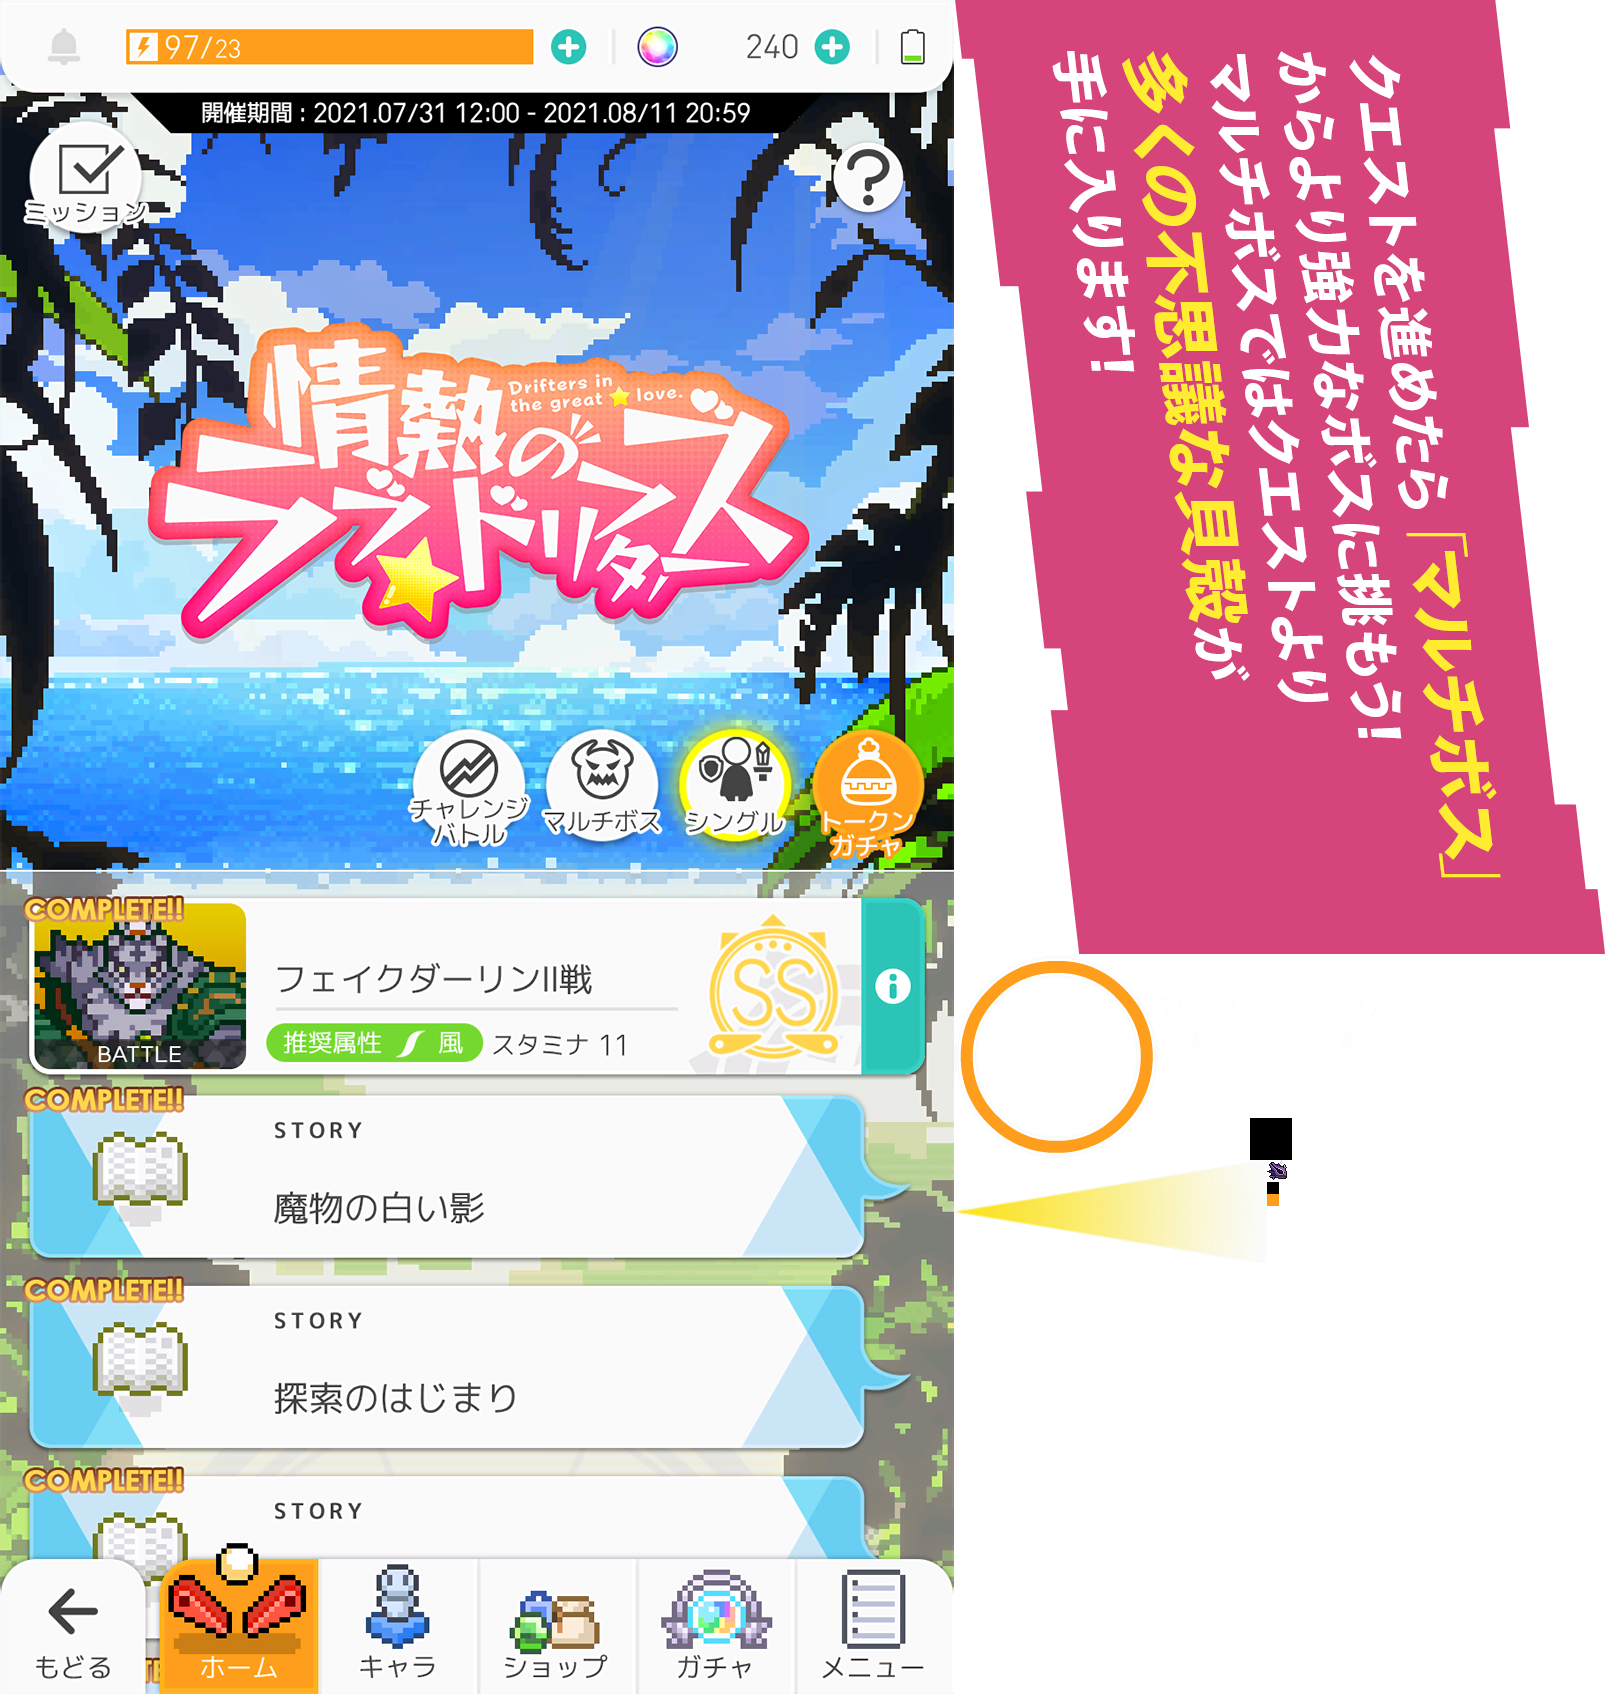 97/23
240
開催期間 : 2021.07/31 12:00 - 2021.08/11 20:59
ミッション
?
情熱の
Drifters in
the great ★ love.
ラブ★ドリフターズ
チャレンジ
バトル
マルチボス
シングル
トークン
ガチャ
COMPLETE!!
BATTLE
フェイクダーリンII戦
推奨属性 風 スタミナ 11
SS
COMPLETE!!
STORY
魔物の白い影
COMPLETE!!
STORY
探索のはじまり
COMPLETE!!
STORY
もどる
ホーム
キャラ
ショップ
ガチャ
メニュー
クエストを進めたら「マルチボス」
からより強力なボスに挑もう!
マルチボスではクエストより
多くの不思議な貝殻が
手に入ります!